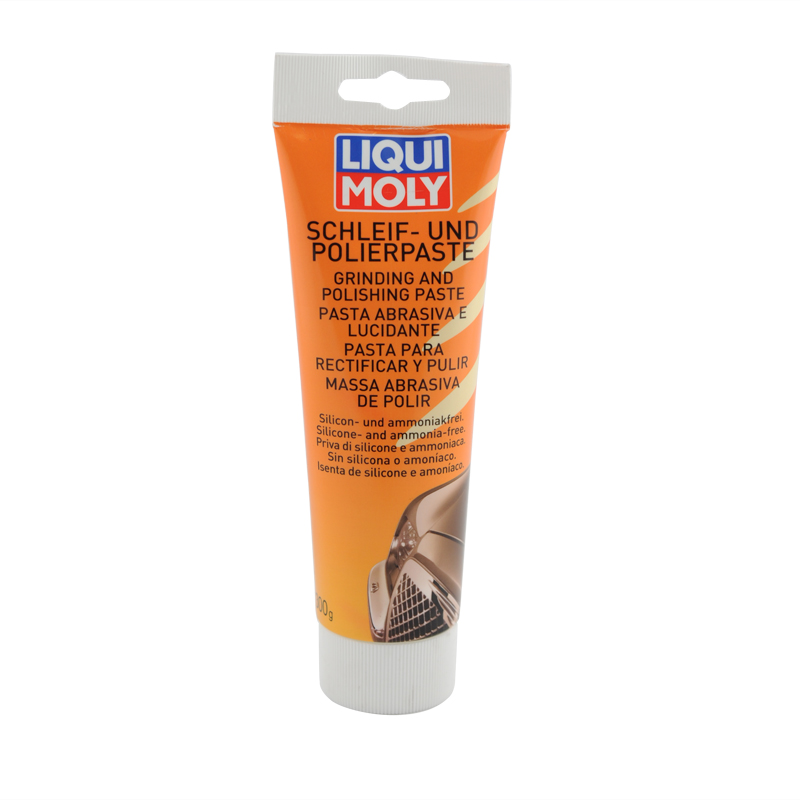 LIQUI
MOLY
SCHLEIF- UND
POLIERPASTE
GRINDING AND
POLISHING PASTE
PASTA ABRASIVA E
LUCIDANTE
PASTA PARA
RECTIFICAR Y PULIR
MASSA ABRASIVA
DE POLIR
Silicon- und ammoniakfrei.
Silicone- and ammonia-free.
Priva di silicone e ammoniaca.
Sin silicona o amoníaco.
Isenta de silicone e amoníaco.